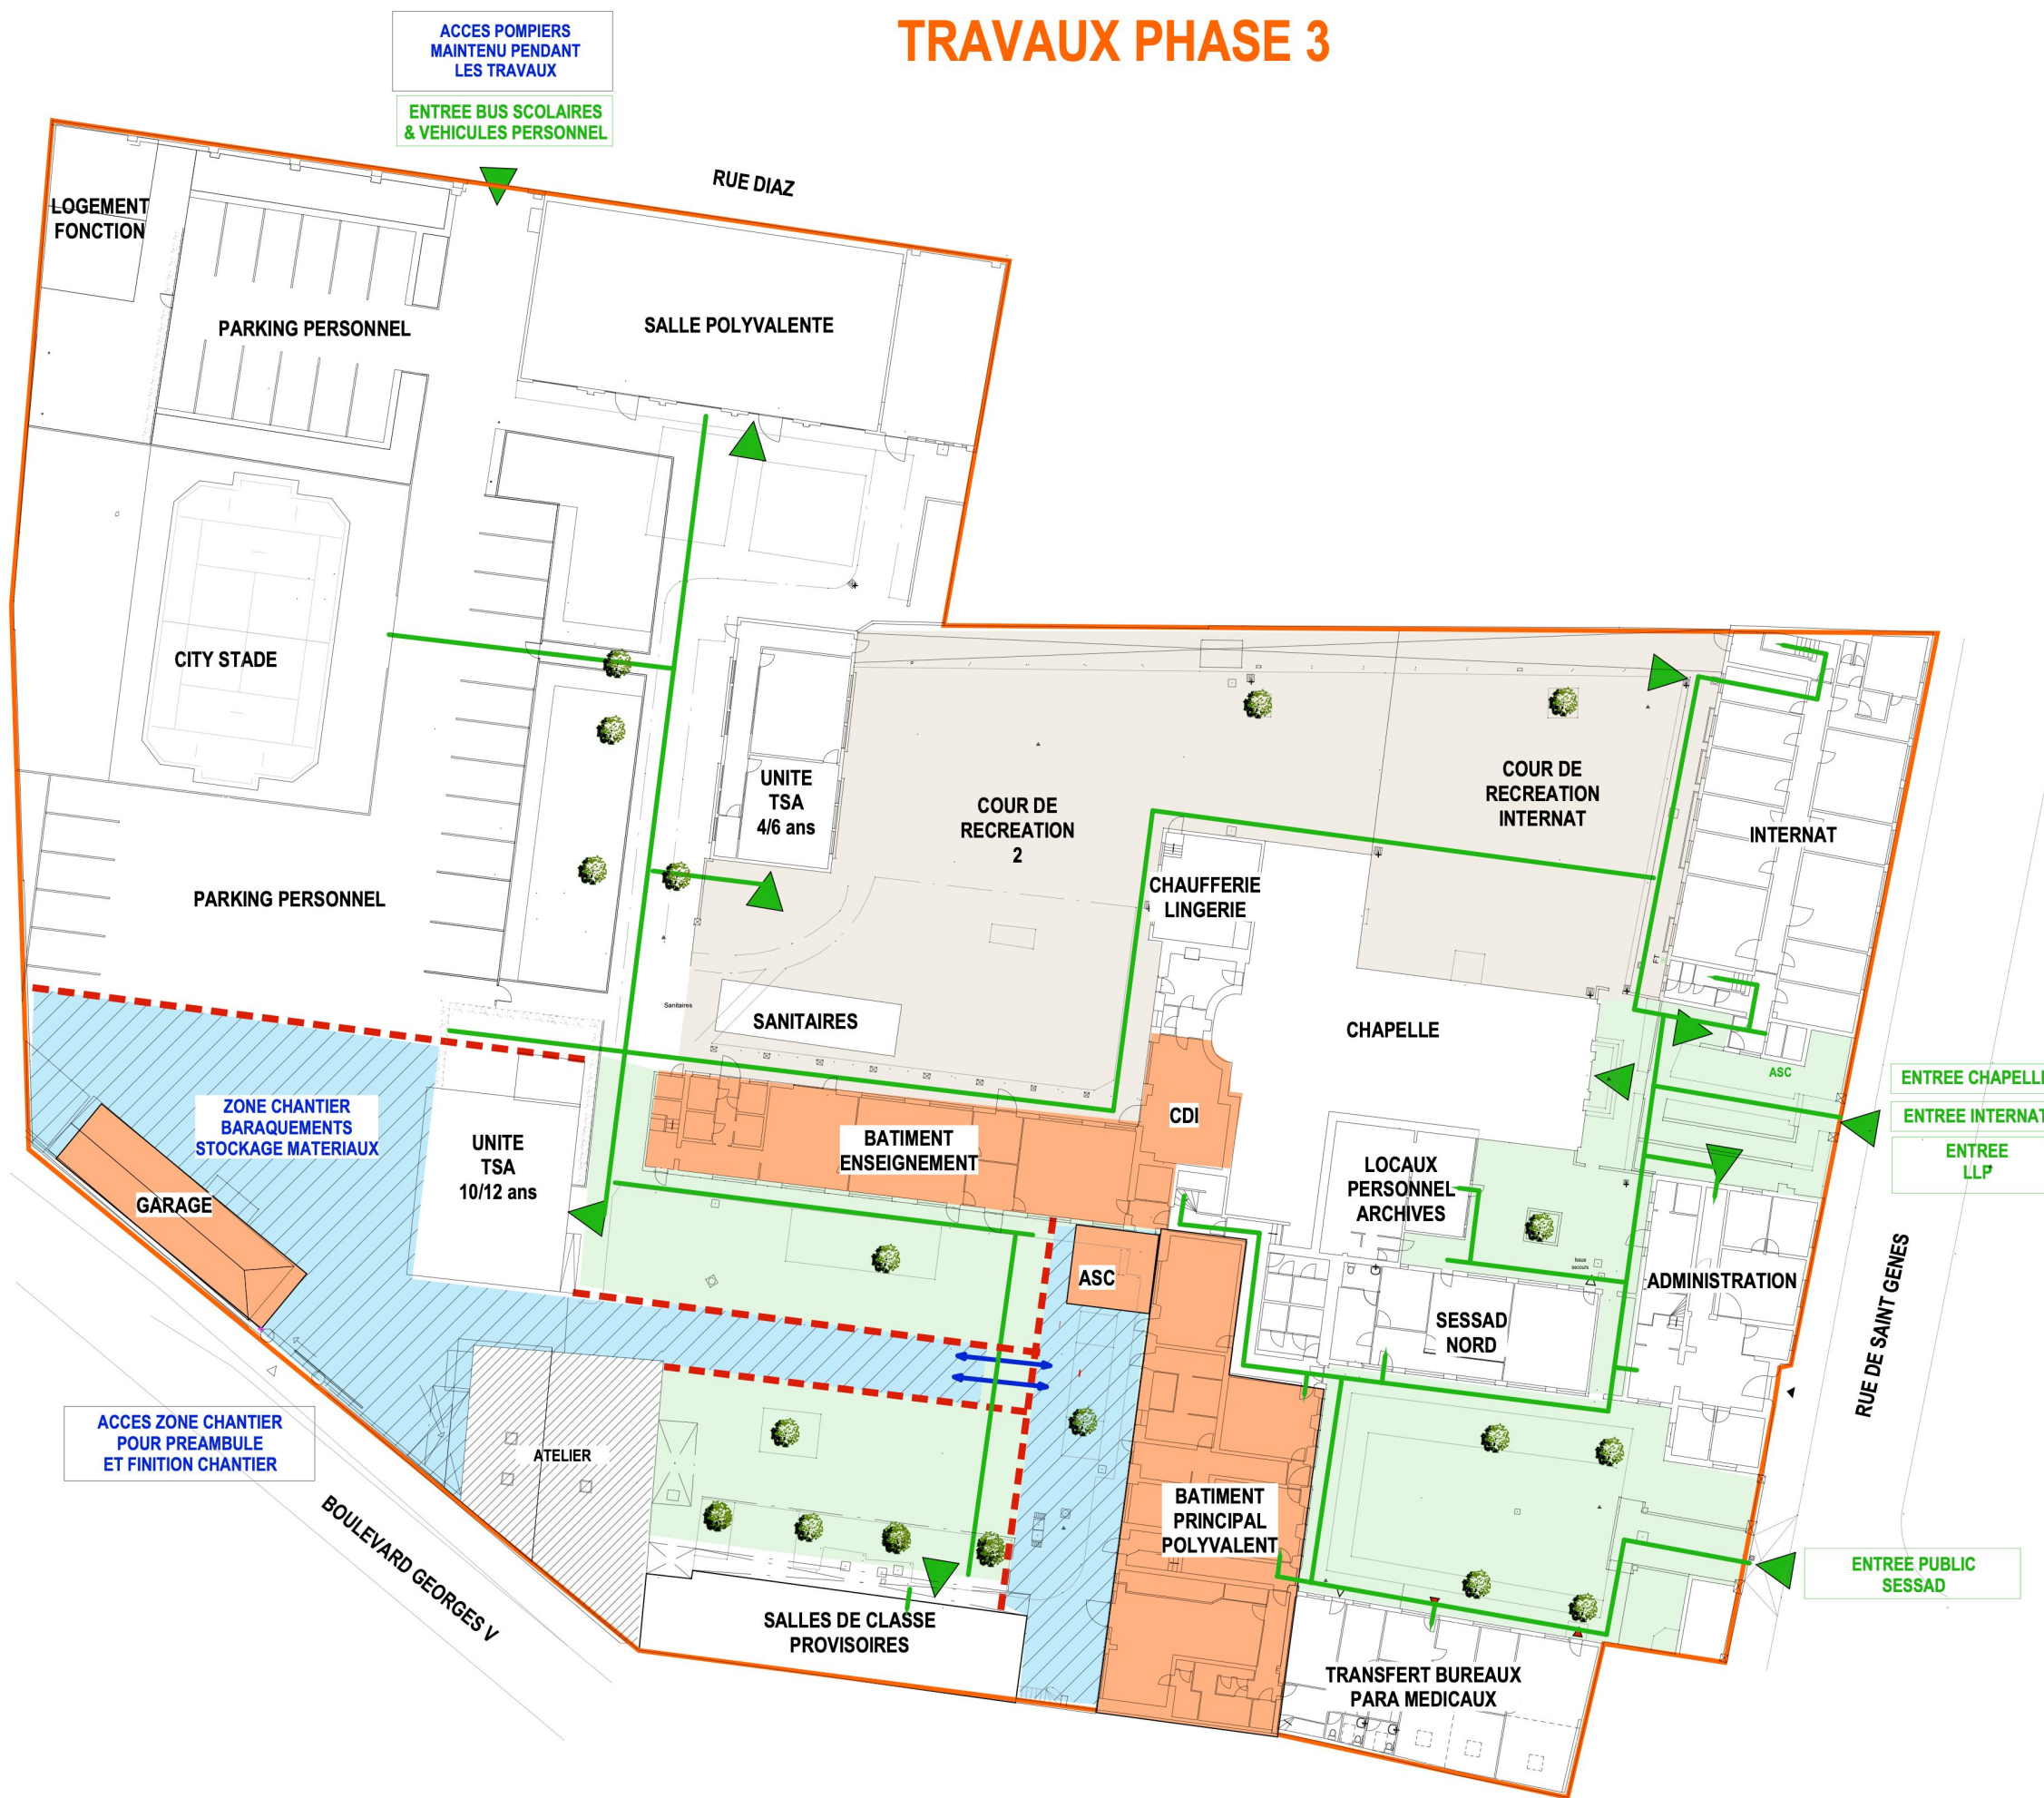 TRAVAUX PHASE 3
ACCES POMPIERS
MAINTENU PENDANT
LES TRAVAUX
ENTREE BUS SCOLAIRES
& VEHICULES PERSONNEL
RUE DIAZ
LOGEMENT
FONCTION
PARKING PERSONNEL
SALLE POLYVALENTE
CITY STADE
UNITE
TSA
4/6 ans
COUR DE
RECREATION
2
COUR DE
RECREATION
INTERNAT
INTERNAT
CHAUFFERIE
LINGERIE
PARKING PERSONNEL
FT
Sanitaires
SANITAIRES
CHAPELLE
ASC
ENTREE CHAPELLE
ENTREE INTERNAT
ENTREE
LLP
ZONE CHANTIER
BARAQUEMENTS
STOCKAGE MATERIAUX
CDI
UNITE
TSA
10/12 ans
BATIMENT
ENSEIGNEMENT
LOCAUX
PERSONNEL
ARCHIVES
GARAGE
ASC
Issue
secours
ADMINISTRATION
SESSAD
NORD
RUE DE SAINT GENES
ACCES ZONE CHANTIER
POUR PREAMBULE
ET FINITION CHANTIER
ATELIER
BOULEVARD GEORGES V
BATIMENT
PRINCIPAL
POLYVALENT
ENTREE PUBLIC
SESSAD
SALLES DE CLASSE
PROVISOIRES
TRANSFERT BUREAUX
PARA MEDICAUX